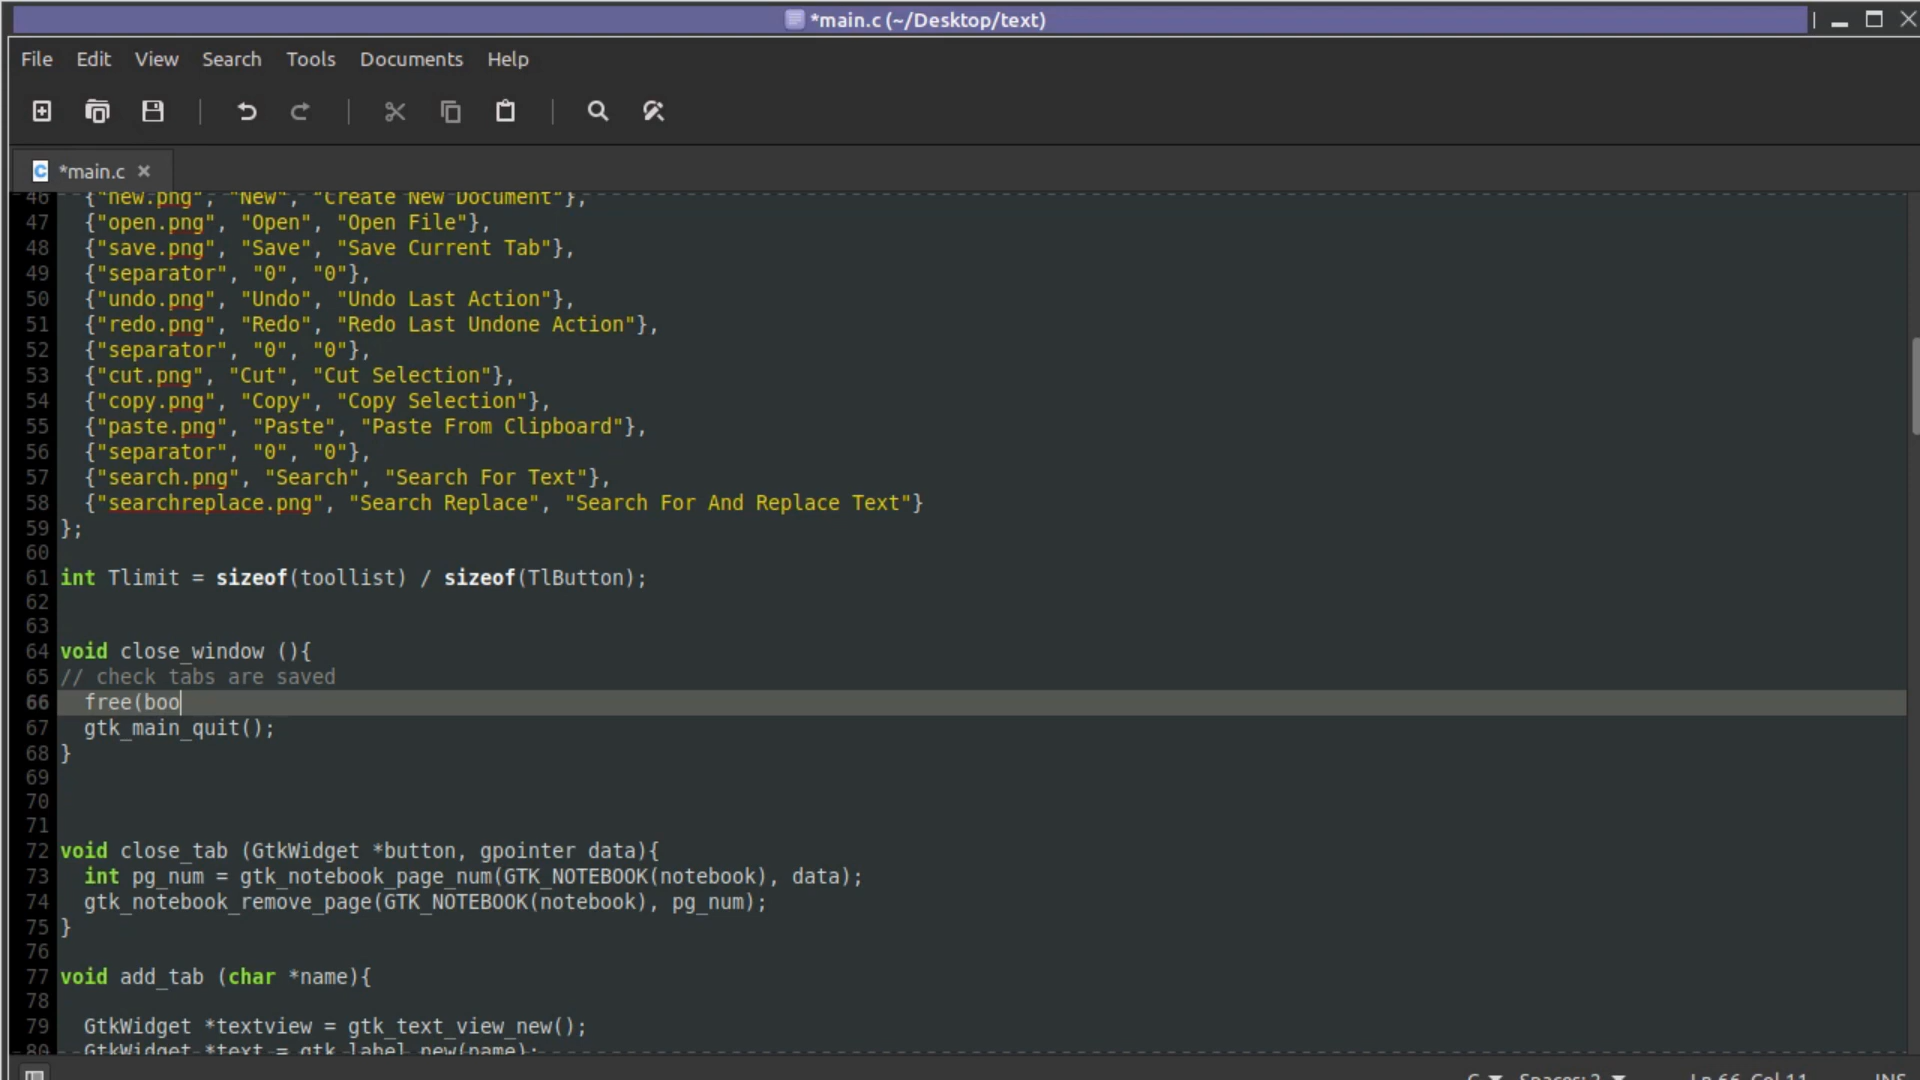 *main.c (~/Desktop/text)
File Edit View Search Tools Documents Help
*main.c
46 {"new.png", "New", "Create New Document"},
47 {"open.png", "Open", "Open File"},
48 {"save.png", "Save", "Save Current Tab"},
49 {"separator", "0", "0"},
50 {"undo.png", "Undo", "Undo Last Action"},
51 {"redo.png", "Redo", "Redo Last Undone Action"},
52 {"separator", "0", "0"},
53 {"cut.png", "Cut", "Cut Selection"},
54 {"copy.png", "Copy", "Copy Selection"},
55 {"paste.png", "Paste", "Paste From Clipboard"},
56 {"separator", "0", "0"},
57 {"search.png", "Search", "Search For Text"},
58 {"searchreplace.png", "Search Replace", "Search For And Replace Text"}
59 };
60
61 int Tlimit = sizeof(toollist) / sizeof(TlButton);
62
63
64 void close_window (){
65 // check tabs are saved
66 free(boo
67 gtk_main_quit();
68 }
69
70
71
72 void close_tab (GtkWidget *button, gpointer data){
73 int pg_num = gtk_notebook_page_num(GTK_NOTEBOOK(notebook), data);
74 gtk_notebook_remove_page(GTK_NOTEBOOK(notebook), pg_num);
75 }
76
77 void add_tab (char *name){
78
79 GtkWidget *textview = gtk_text_view_new();
80 GtkWidget *text = gtk_label_new(name);
C Spaces: 2 Ln 66, Col 11 INS